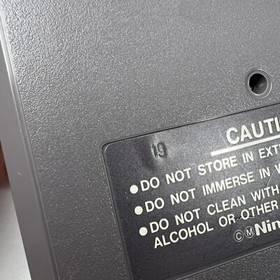 19
CAUTI
• DO NOT STORE IN EXT
• DO NOT IMMERSE IN
• DO NOT CLEAN WITH
ALCOHOL OR OTHER
©Ⓜ Nin